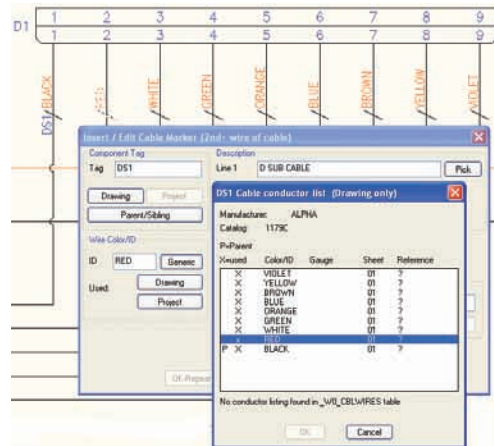 1 2 3 4 5 6 7 8 9
D1
1 2 3 4 5 6 7 8 9
DS1 BLACK
RED
WHITE
GREEN
ORANGE
BLUE
BROWN
YELLOW
VIOLET
Insert / Edit Cable Marker (2nd+ wire of cable)
Component Tag
Tag DS1
Drawing Project
Parent/Sibling
Description
Line 1 D SUB CABLE Pick
Wire Color/ID
ID RED Generic
Used: Drawing
Project
OK-Repeat
DS1 Cable conductor list (Drawing only)
Manufacturer: ALPHA
Catalog: 1179C
P=Parent
X=used Color/ID Gauge Sheet Reference
X VIOLET 01 ?
X YELLOW 01 ?
X BROWN 01 ?
X BLUE 01 ?
X ORANGE 01 ?
X GREEN 01 ?
X WHITE 01 ?
x RED 01 ?
P X BLACK 01 ?
No conductor listing found in _W0_CBLWIRES table
OK Cancel